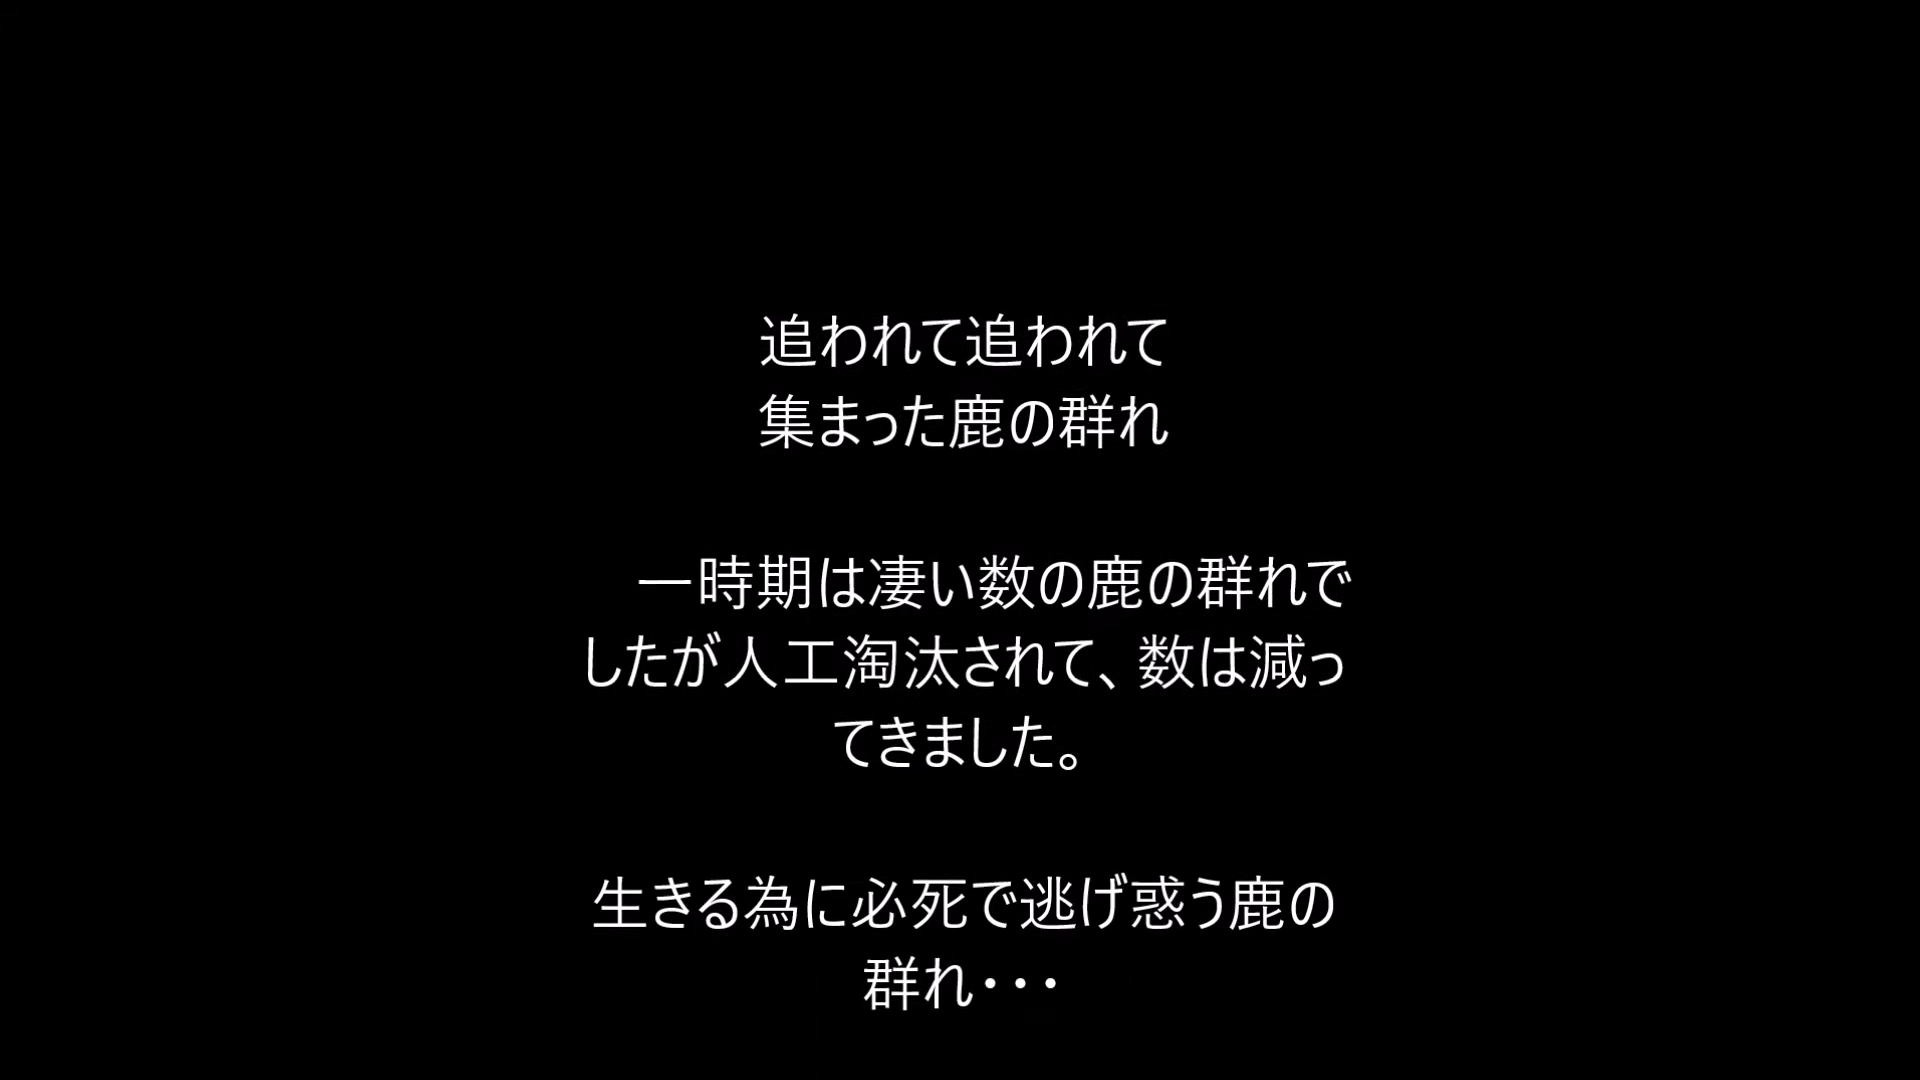 追われて追われて
集まった鹿の群れ
一時期は凄い数の鹿の群れで
したが人工淘汰されて、数は減っ
てきました。
生きる為に必死で逃げ惑う鹿の
群れ・・・